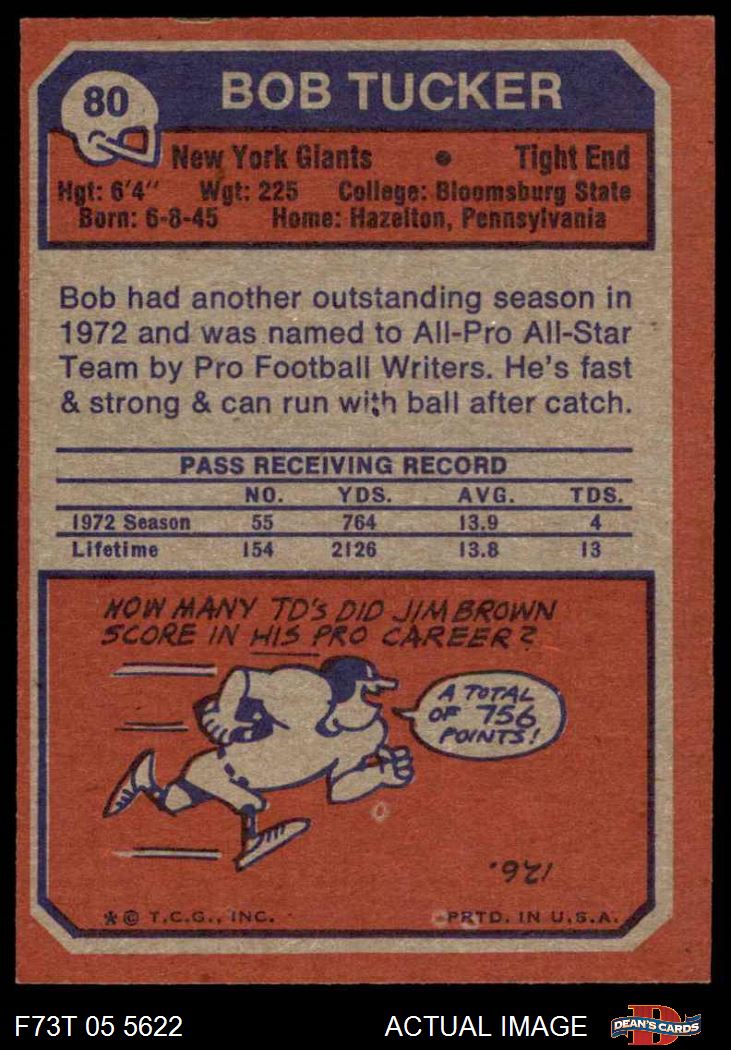 80
BOB TUCKER
New York Giants • Tight End
Hgt: 6'4" Wgt: 225 College: Bloomsburg State
Born: 6-8-45 Home: Hazelton, Pennsylvania
Bob had another outstanding season in
1972 and was named to All-Pro All-Star
Team by Pro Football Writers. He's fast
& strong & can run with ball after catch.
PASS RECEIVING RECORD
NO. YDS. AVG. TDS.
1972 Season 55 764 13.9 4
Lifetime 154 2126 13.8 13
HOW MANY TD'S DID JIM BROWN
SCORE IN HIS PRO CAREER?
A TOTAL
OF 756
POINTS!
126.
* © T.C.G., INC. PRTD. IN U.S.A.
F73T 05 5622 ACTUAL IMAGE
D
DEAN'S CARDS